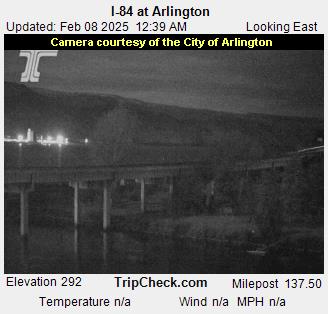 I-84 at Arlington
Updated: Feb 08 2025 12:39 AM Looking East
Camera courtesy of the City of Arlington
Elevation 292 TripCheck.com Milepost 137.50
Temperature n/a Wind n/a MPH n/a